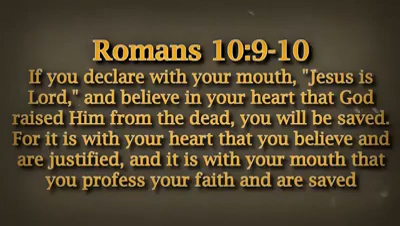 Romans 10:9-10
If you declare with your mouth, "Jesus is
Lord," and believe in your heart that God
raised Him from the dead, you will be saved.
For it is with your heart that you believe and
are justified, and it is with your mouth that
you profess your faith and are saved